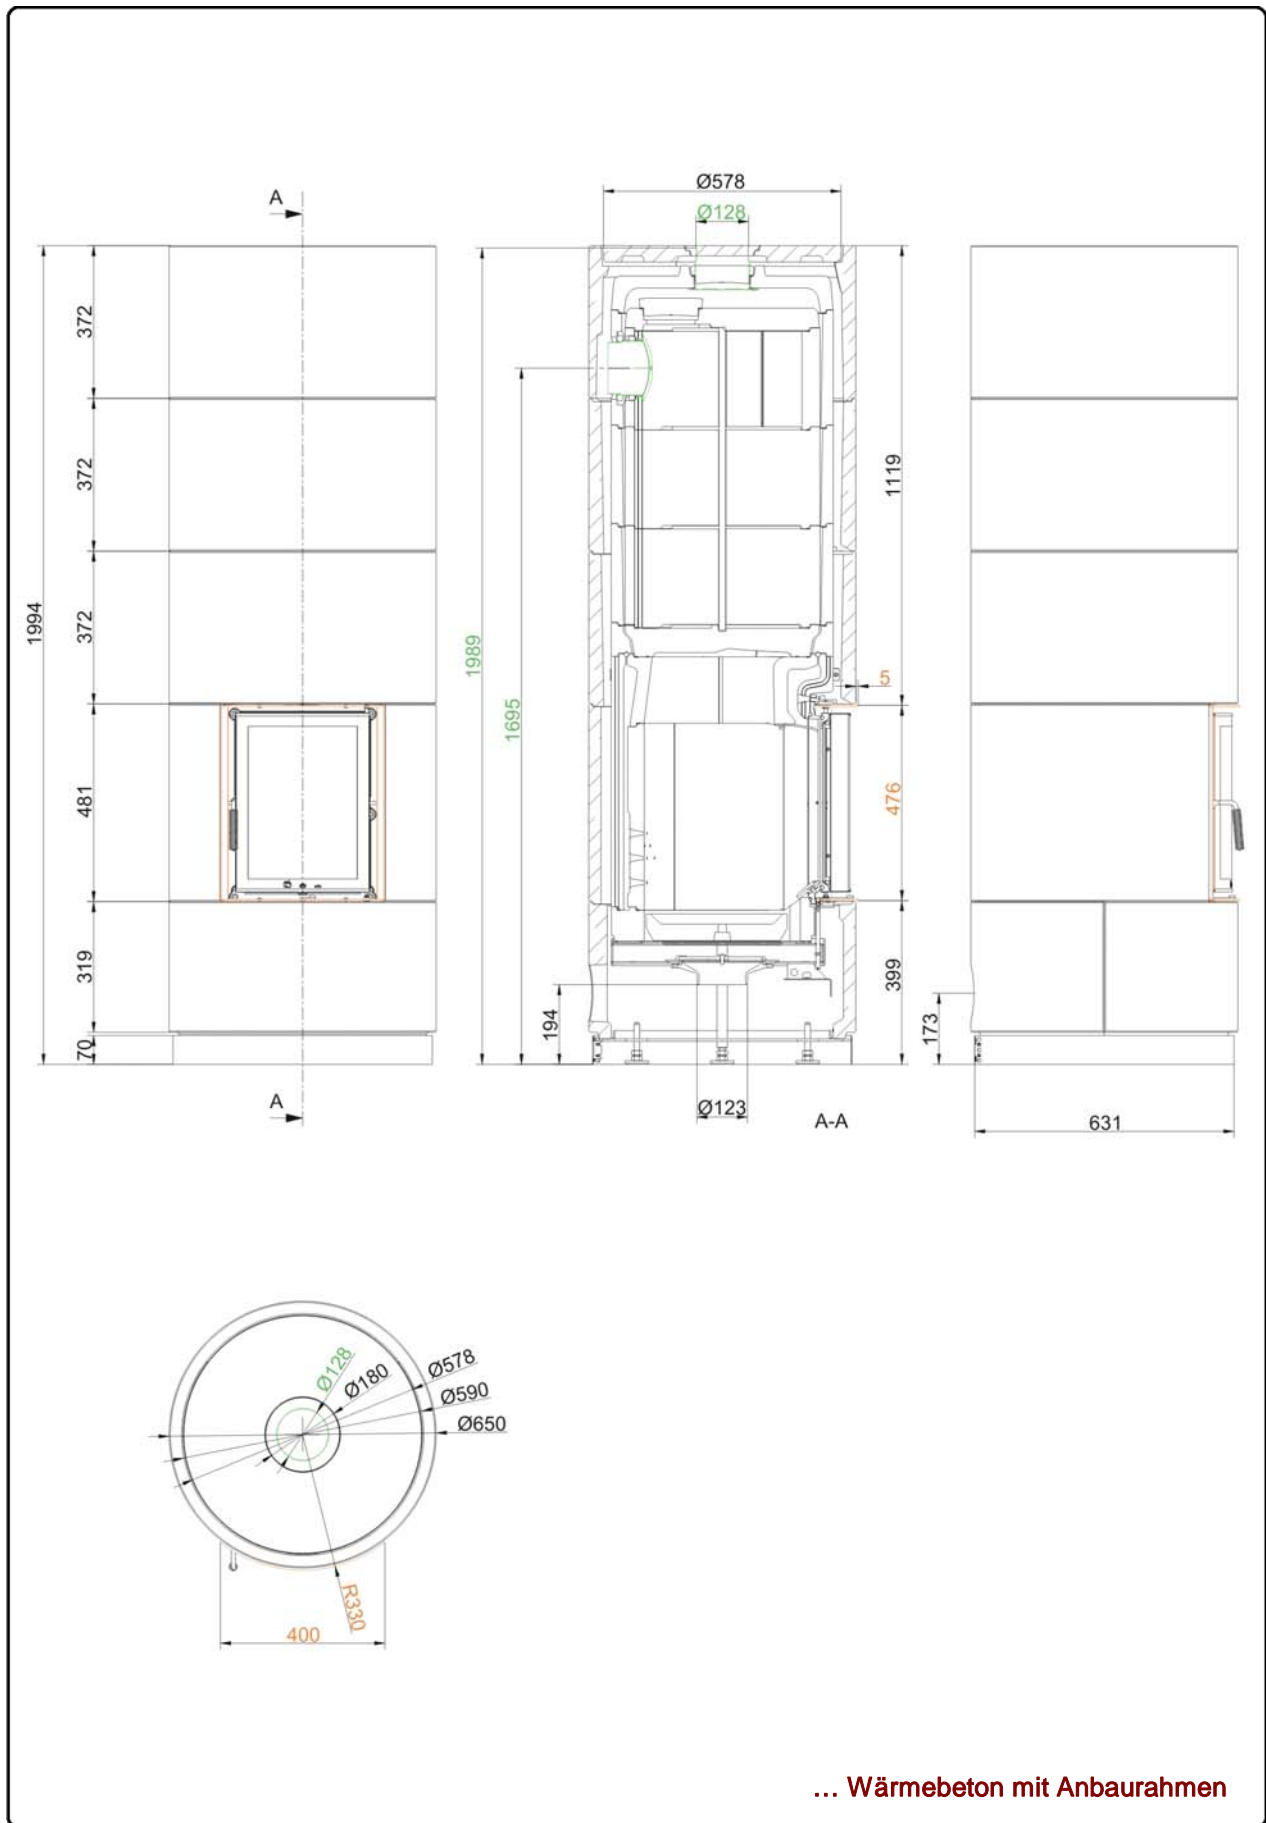 A
Ø578
Ø128
372
372
372
481
319
70
1994
A
1989
1695
1119
5
476
399
194
Ø123
A-A
173
631
Ø128
Ø180
Ø578
Ø590
Ø650
R330
400
... Wärmebeton mit Anbaurahmen